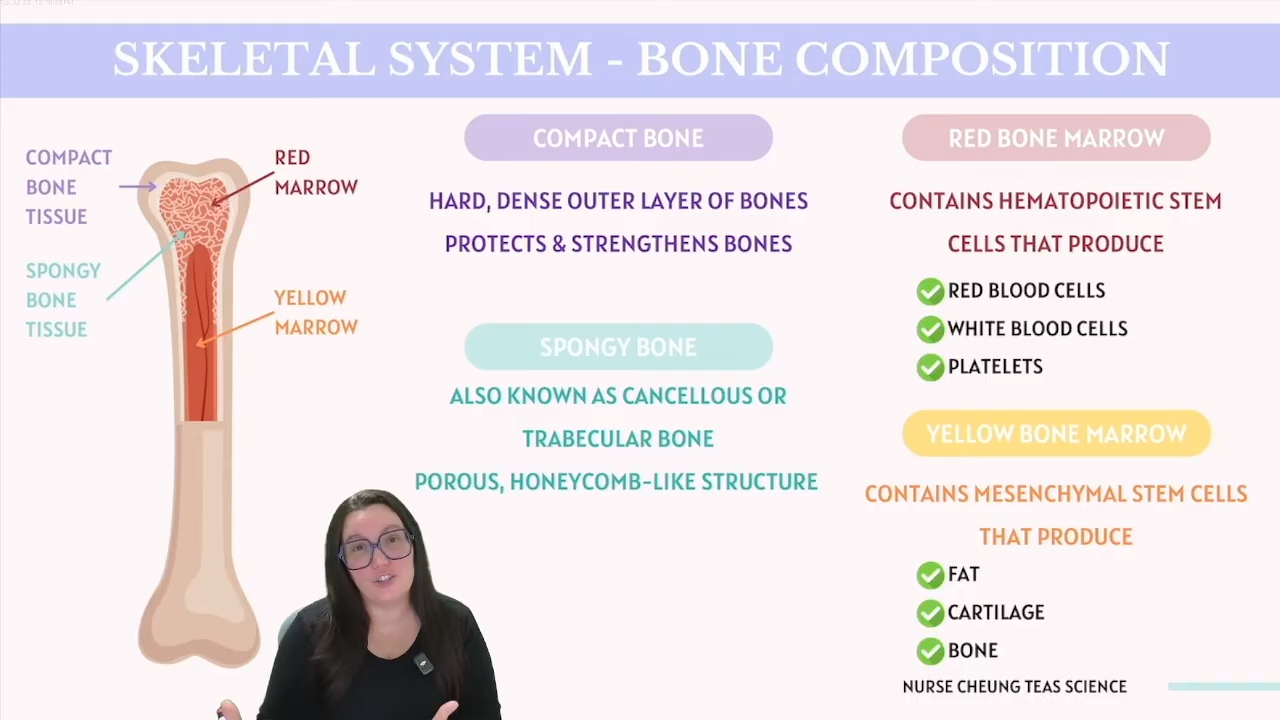 SKELETAL SYSTEM - BONE COMPOSITION
COMPACT
BONE
TISSUE
SPONGY
BONE
TISSUE
RED
MARROW
YELLOW
MARROW
COMPACT BONE
HARD, DENSE OUTER LAYER OF BONES
PROTECTS & STRENGTHENS BONES
SPONGY BONE
ALSO KNOWN AS CANCELLOUS OR
TRABECULAR BONE
POROUS, HONEYCOMB-LIKE STRUCTURE
RED BONE MARROW
CONTAINS HEMATOPOIETIC STEM
CELLS THAT PRODUCE
RED BLOOD CELLS
WHITE BLOOD CELLS
PLATELETS
YELLOW BONE MARROW
CONTAINS MESENCHYMAL STEM CELLS
THAT PRODUCE
FAT
CARTILAGE
BONE
NURSE CHEUNG TEAS SCIENCE